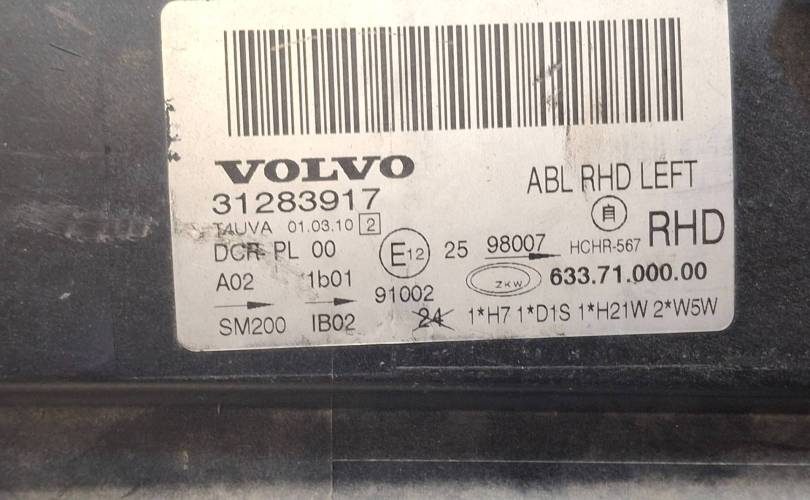 VOLVO
31283917
TAUVA 01.03.10 2
DCR PL 00
A02 1b01
SM200 IB02
E12 25 98007
91002
24
ABL RHD LEFT
自
HCHR-567 RHD
ZKW 633.71.000.00
1*H7 1*D1S 1*H21W 2*W5W